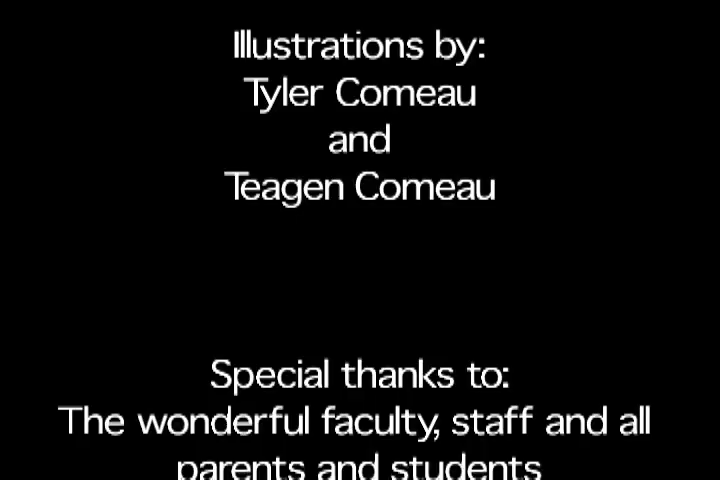 Illustrations by:
Tyler Comeau
and
Teagen Comeau
Special thanks to:
The wonderful faculty, staff and all
parents and students